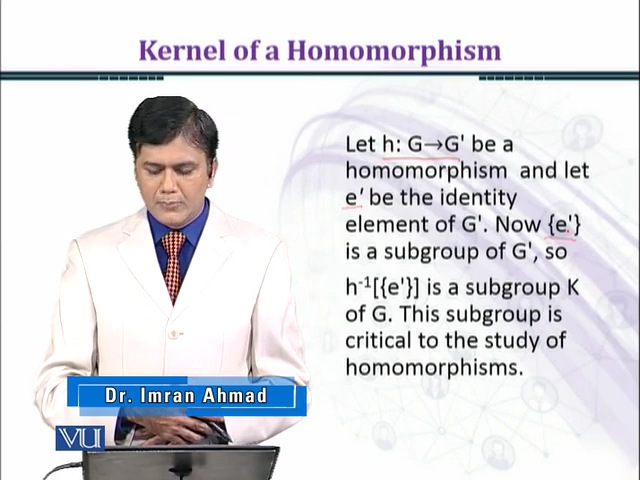 Kernel of a Homomorphism
Let h: G→G' be a
homomorphism and let
e' be the identity
element of G'. Now {e'}
is a subgroup of G', so
h⁻¹[{e'}] is a subgroup K
of G. This subgroup is
critical to the study of
homomorphisms.
Dr. Imran Ahmad
VU